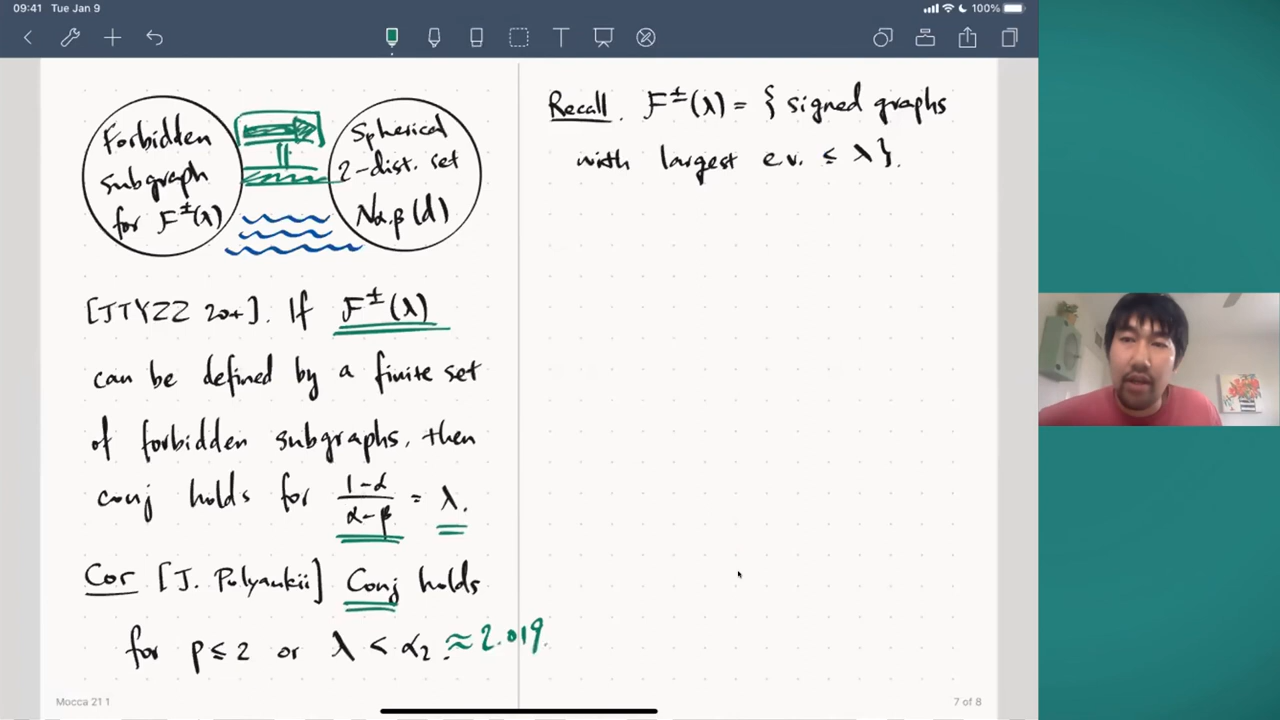 09:41 Tue Jan 9
100%
Forbidden
subgraph
for F±(λ)
Spherical
2-dist. set
Nα,β(d)
[JTYZZ 20+]. If F±(λ)
can be defined by a finite set
of forbidden subgraphs, then
conj holds for (1-α)/(α-β) = λ.
Cor [J. Polyanskii] Conj holds
for p ≤ 2 or λ < α₂ ≈ 2.019.
Recall. F±(λ) = { signed graphs
with largest e.v. ≤ λ }.
Mocca 21 1
7 of 8